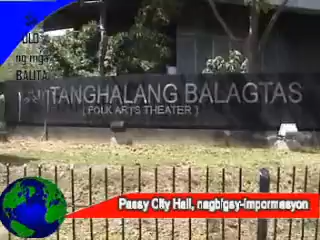 ng mga
BALITA
TANGHALANG BALAGTAS
( FOLK ARTS THEATER )
Pasay City Hall, nagbigay-impormasyon